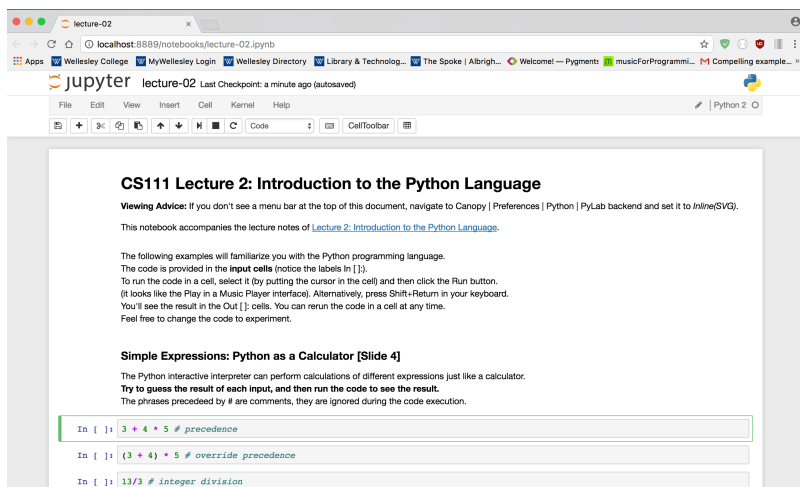 lecture-02
localhost:8889/notebooks/lecture-02.ipynb
Apps Wellesley College MyWellesley Login Wellesley Directory Library & Technolog... The Spoke | Albrigh... Welcome! — Pygments musicForProgrammi... Compelling example... »
jupyter lecture-02 Last Checkpoint: a minute ago (autosaved)
File Edit View Insert Cell Kernel Help Python 2
Code CellToolbar
CS111 Lecture 2: Introduction to the Python Language
Viewing Advice: If you don't see a menu bar at the top of this document, navigate to Canopy | Preferences | Python | PyLab backend and set it to Inline(SVG).
This notebook accompanies the lecture notes of Lecture 2: Introduction to the Python Language.
The following examples will familiarize you with the Python programming language.
The code is provided in the input cells (notice the labels In [ ]:).
To run the code in a cell, select it (by putting the cursor in the cell) and then click the Run button.
(it looks like the Play in a Music Player interface). Alternatively, press Shift+Return in your keyboard.
You'll see the result in the Out [ ]: cells. You can rerun the code in a cell at any time.
Feel free to change the code to experiment.
Simple Expressions: Python as a Calculator [Slide 4]
The Python interactive interpreter can perform calculations of different expressions just like a calculator.
Try to guess the result of each input, and then run the code to see the result.
The phrases precedeed by # are comments, they are ignored during the code execution.
In [ ]: 3 + 4 * 5 # precedence
In [ ]: (3 + 4) * 5 # override precedence
In [ ]: 13/3 # integer division